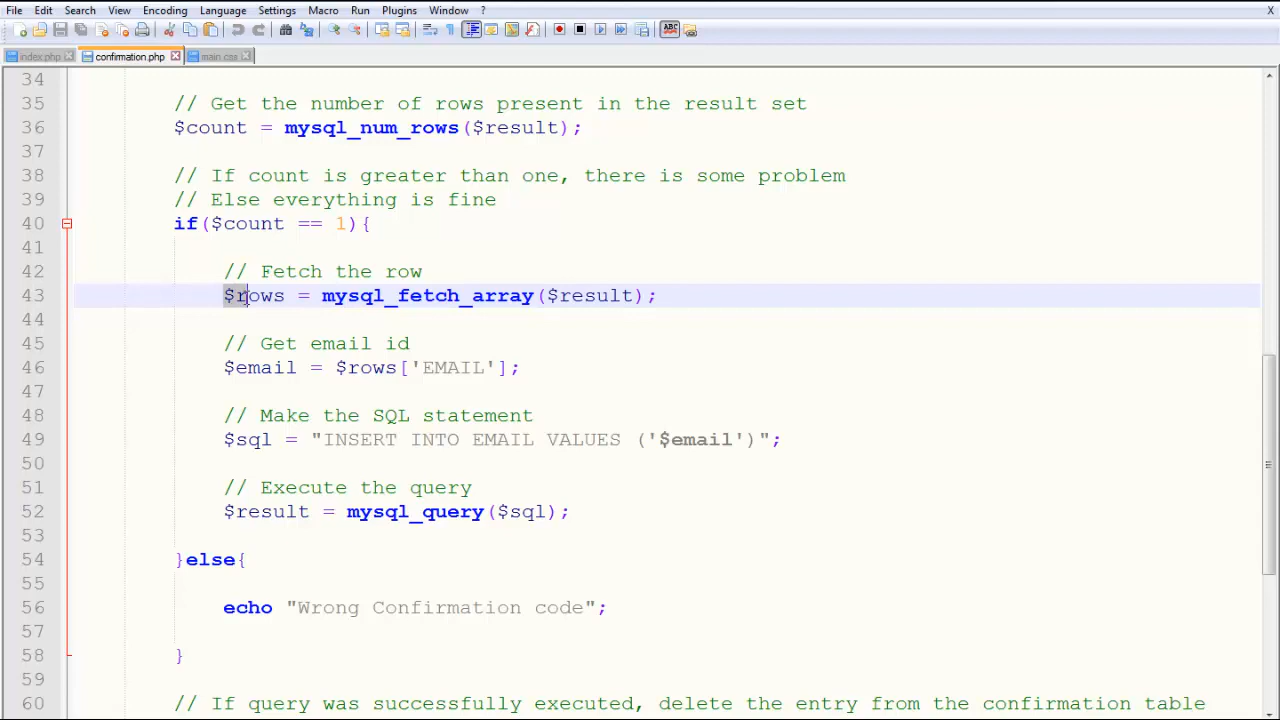 File Edit Search View Encoding Language Settings Macro Run Plugins Window ? X
index.php confirmation.php main.css
34
35 // Get the number of rows present in the result set
36 $count = mysql_num_rows($result);
37
38 // If count is greater than one, there is some problem
39 // Else everything is fine
40 if($count == 1){
41
42 // Fetch the row
43 $rows = mysql_fetch_array($result);
44
45 // Get email id
46 $email = $rows['EMAIL'];
47
48 // Make the SQL statement
49 $sql = "INSERT INTO EMAIL VALUES ('$email')";
50
51 // Execute the query
52 $result = mysql_query($sql);
53
54 }else{
55
56 echo "Wrong Confirmation code";
57
58 }
59
60 // If query was successfully executed, delete the entry from the confirmation table